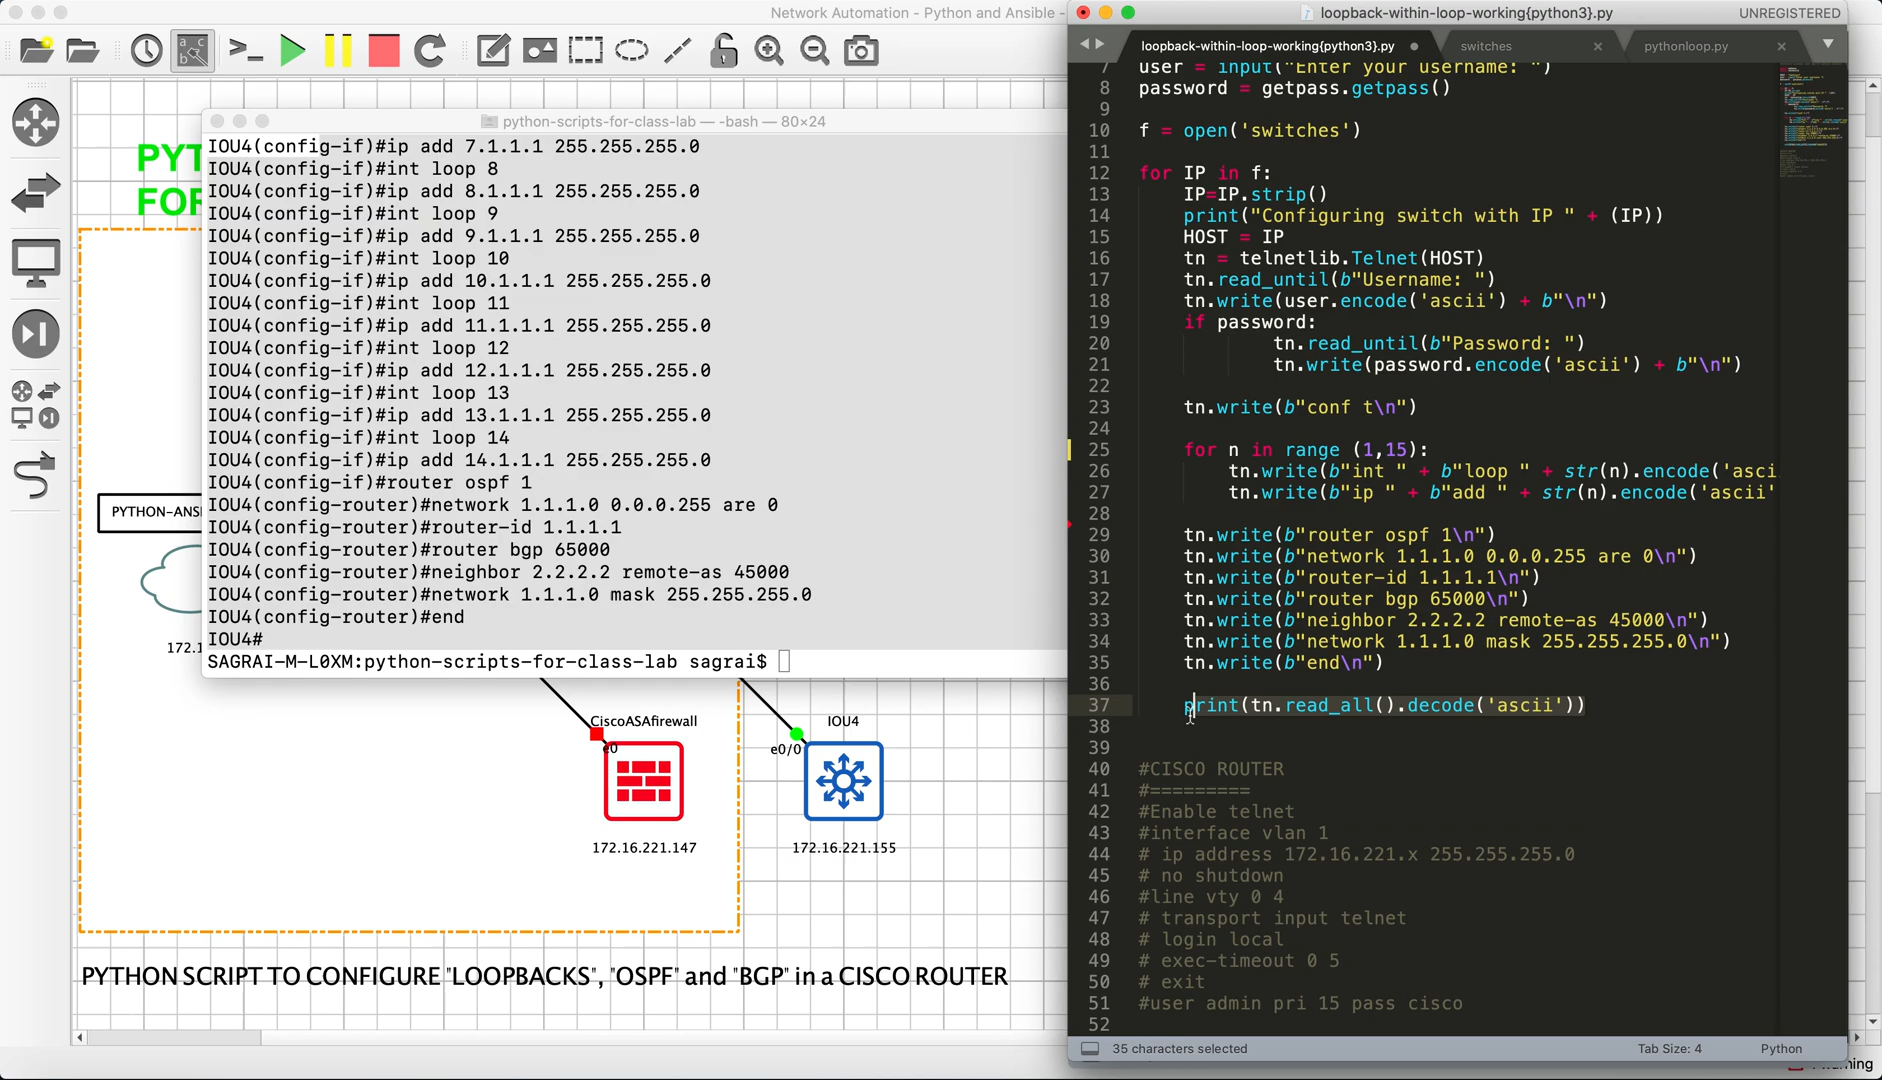 Network Automation - Python and Ansible -
loopback-within-loop-working{python3}.py
UNREGISTERED
loopback-within-loop-working{python3}.py
switches
pythonloop.py
PYT
FOR
PYTHON-ANS
172.1
python-scripts-for-class-lab — -bash — 80×24
IOU4(config-if)#ip add 7.1.1.1 255.255.255.0
IOU4(config-if)#int loop 8
IOU4(config-if)#ip add 8.1.1.1 255.255.255.0
IOU4(config-if)#int loop 9
IOU4(config-if)#ip add 9.1.1.1 255.255.255.0
IOU4(config-if)#int loop 10
IOU4(config-if)#ip add 10.1.1.1 255.255.255.0
IOU4(config-if)#int loop 11
IOU4(config-if)#ip add 11.1.1.1 255.255.255.0
IOU4(config-if)#int loop 12
IOU4(config-if)#ip add 12.1.1.1 255.255.255.0
IOU4(config-if)#int loop 13
IOU4(config-if)#ip add 13.1.1.1 255.255.255.0
IOU4(config-if)#int loop 14
IOU4(config-if)#ip add 14.1.1.1 255.255.255.0
IOU4(config-if)#router ospf 1
IOU4(config-router)#network 1.1.1.0 0.0.0.255 are 0
IOU4(config-router)#router-id 1.1.1.1
IOU4(config-router)#router bgp 65000
IOU4(config-router)#neighbor 2.2.2.2 remote-as 45000
IOU4(config-router)#network 1.1.1.0 mask 255.255.255.0
IOU4(config-router)#end
IOU4#
SAGRAI-M-L0XM:python-scripts-for-class-lab sagrai$
CiscoASAfirewall
e0
172.16.221.147
IOU4
e0/0
172.16.221.155
PYTHON SCRIPT TO CONFIGURE "LOOPBACKS", "OSPF" and "BGP" in a CISCO ROUTER
7 user = input("Enter your username: ")
8 password = getpass.getpass()
9
10 f = open('switches')
11
12 for IP in f:
13 IP=IP.strip()
14 print("Configuring switch with IP " + (IP))
15 HOST = IP
16 tn = telnetlib.Telnet(HOST)
17 tn.read_until(b"Username: ")
18 tn.write(user.encode('ascii') + b"\n")
19 if password:
20 tn.read_until(b"Password: ")
21 tn.write(password.encode('ascii') + b"\n")
22
23 tn.write(b"conf t\n")
24
25 for n in range (1,15):
26 tn.write(b"int " + b"loop " + str(n).encode('asci
27 tn.write(b"ip " + b"add " + str(n).encode('ascii'
28
29 tn.write(b"router ospf 1\n")
30 tn.write(b"network 1.1.1.0 0.0.0.255 are 0\n")
31 tn.write(b"router-id 1.1.1.1\n")
32 tn.write(b"router bgp 65000\n")
33 tn.write(b"neighbor 2.2.2.2 remote-as 45000\n")
34 tn.write(b"network 1.1.1.0 mask 255.255.255.0\n")
35 tn.write(b"end\n")
36
37 print(tn.read_all().decode('ascii'))
38
39
40 #CISCO ROUTER
41 #=========
42 #Enable telnet
43 #interface vlan 1
44 # ip address 172.16.221.x 255.255.255.0
45 # no shutdown
46 #line vty 0 4
47 # transport input telnet
48 # login local
49 # exec-timeout 0 5
50 # exit
51 #user admin pri 15 pass cisco
52
35 characters selected
Tab Size: 4
Python